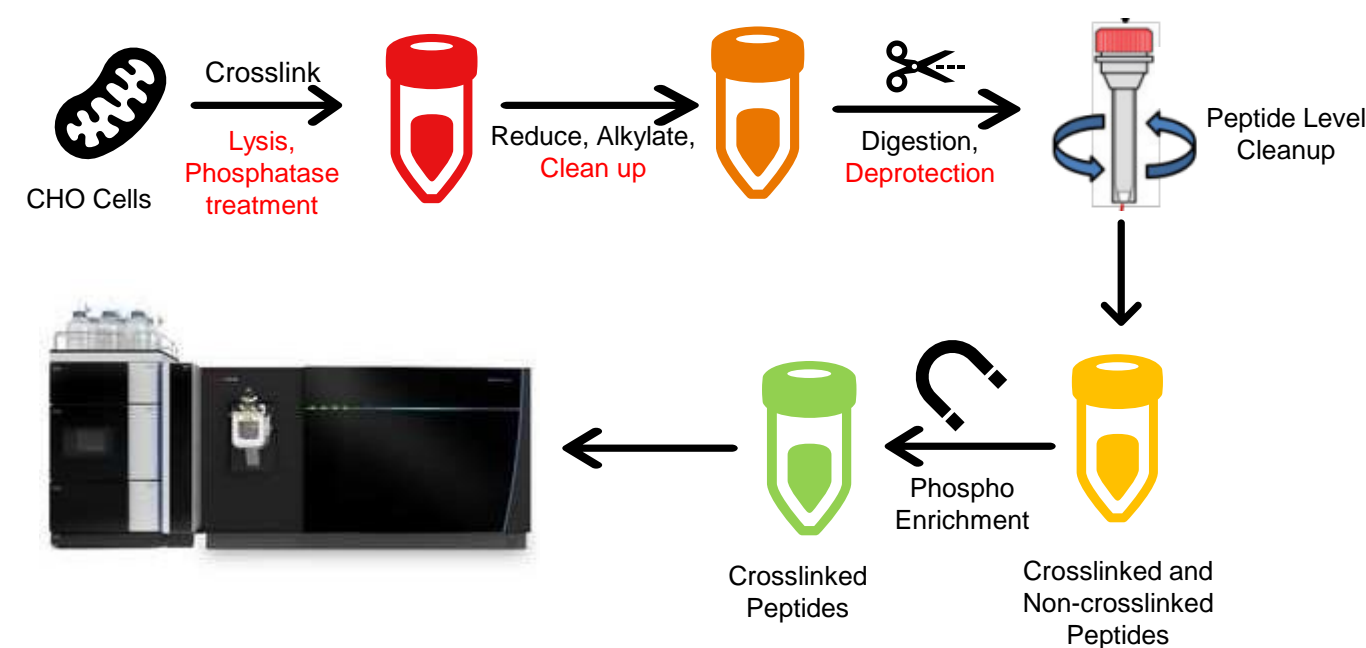 Crosslink
Lysis,
Phosphatase
treatment
CHO Cells
Reduce, Alkylate,
Clean up
Digestion,
Deprotection
Peptide Level
Cleanup
Phospho
Enrichment
Crosslinked
Peptides
Crosslinked and
Non-crosslinked
Peptides